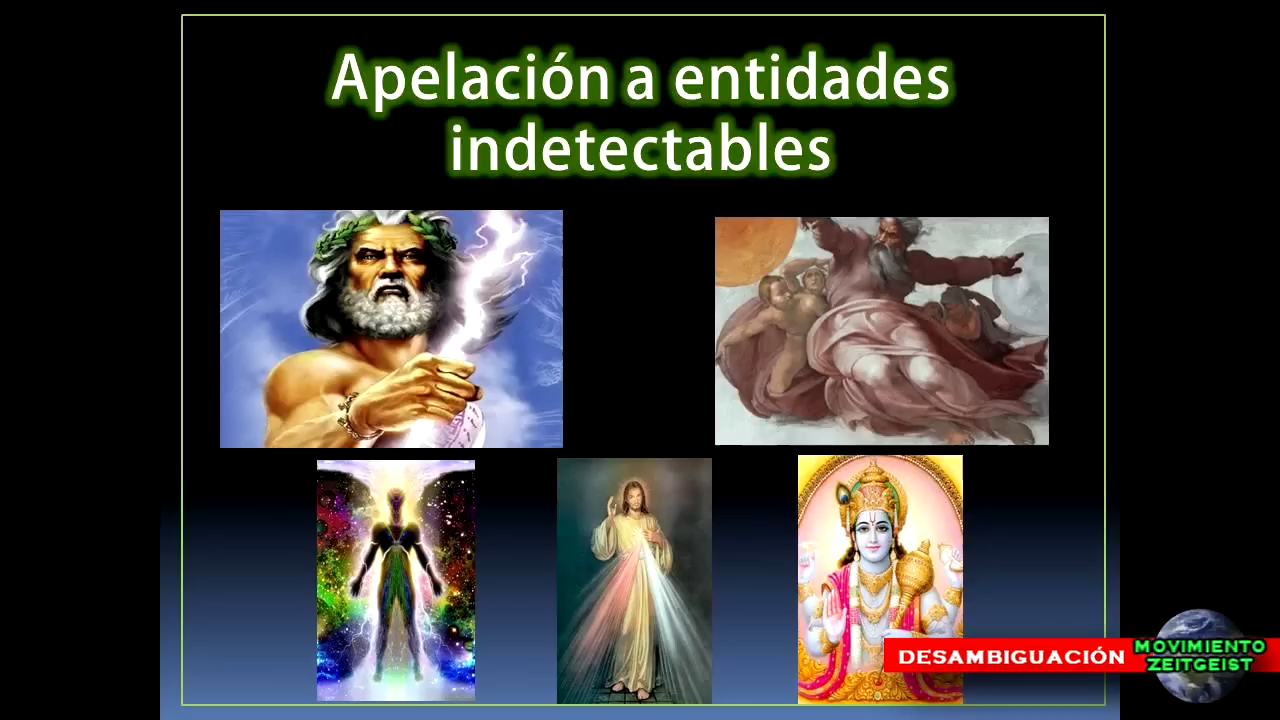 Apelación a entidades
indetectables
DESAMBIGUACIÓN
MOVIMIENTO
ZEITGEIST